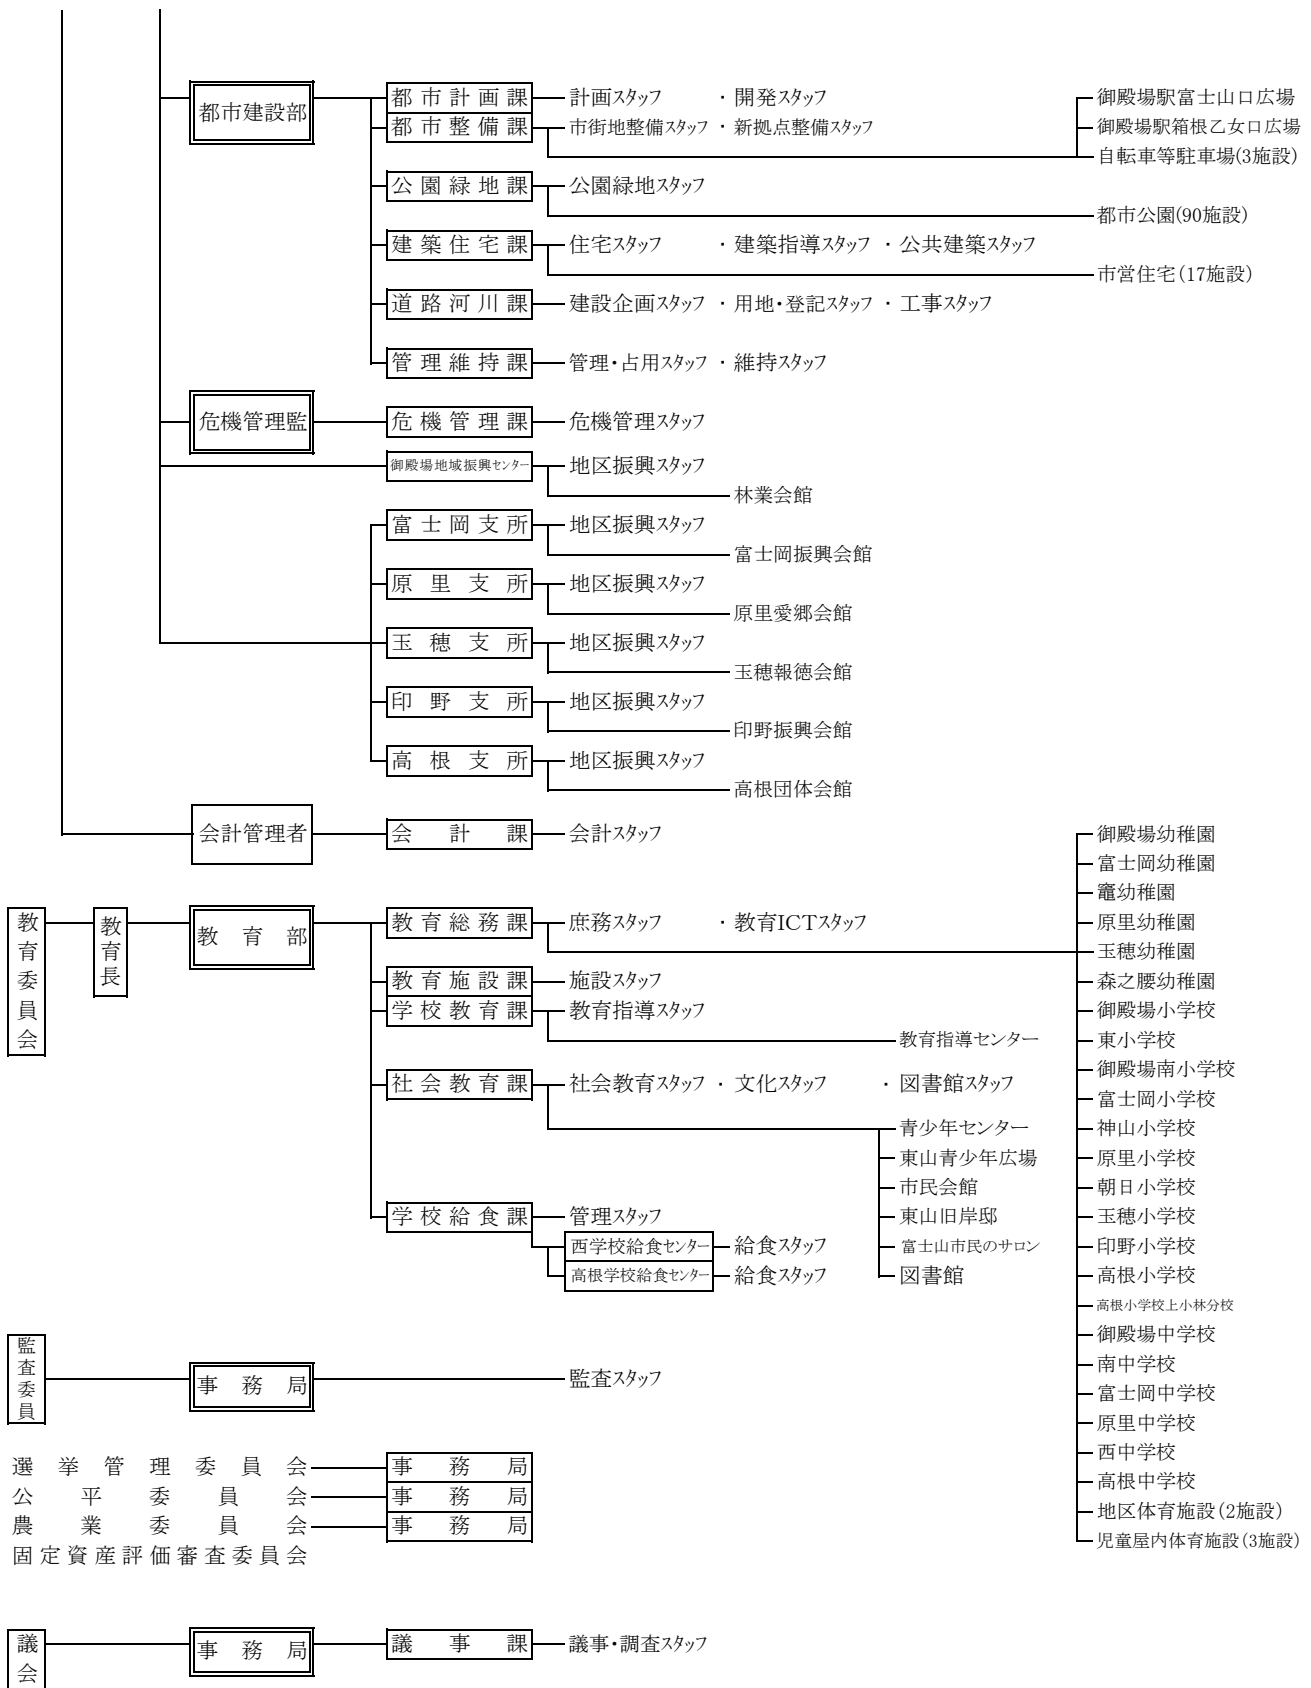 都市建設部
都市計画課 計画スタッフ ・ 開発スタッフ 御殿場駅富士山口広場
都市整備課 市街地整備スタッフ ・ 新拠点整備スタッフ 御殿場駅箱根乙女口広場
自転車等駐車場(3施設)
公園緑地課 公園緑地スタッフ
都市公園(90施設)
建築住宅課 住宅スタッフ ・ 建築指導スタッフ ・ 公共建築スタッフ
市営住宅(17施設)
道路河川課 建設企画スタッフ ・ 用地・登記スタッフ ・ 工事スタッフ
管理維持課 管理・占用スタッフ ・ 維持スタッフ
危機管理監 危機管理課 危機管理スタッフ
御殿場地域振興センター 地区振興スタッフ
林業会館
富士岡支所 地区振興スタッフ
富士岡振興会館
原里支所 地区振興スタッフ
原里愛郷会館
玉穂支所 地区振興スタッフ
玉穂報徳会館
印野支所 地区振興スタッフ
印野振興会館
高根支所 地区振興スタッフ
高根団体会館
会計管理者 会計課 会計スタッフ
教育委員会 教育長 教育部
教育総務課 庶務スタッフ ・ 教育ICTスタッフ
教育施設課 施設スタッフ
学校教育課 教育指導スタッフ
教育指導センター
社会教育課 社会教育スタッフ ・ 文化スタッフ ・ 図書館スタッフ
青少年センター
東山青少年広場
市民会館
東山旧岸邸
富士山市民のサロン
図書館
学校給食課 管理スタッフ
西学校給食センター 給食スタッフ
高根学校給食センター 給食スタッフ
御殿場幼稚園
富士岡幼稚園
竈幼稚園
原里幼稚園
玉穂幼稚園
森之腰幼稚園
御殿場小学校
東小学校
御殿場南小学校
富士岡小学校
神山小学校
原里小学校
朝日小学校
玉穂小学校
印野小学校
高根小学校
高根小学校上小林分校
御殿場中学校
南中学校
富士岡中学校
原里中学校
西中学校
高根中学校
地区体育施設(2施設)
児童屋内体育施設(3施設)
監査委員 事務局 監査スタッフ
選挙管理委員会 事務局
公平委員会 事務局
農業委員会 事務局
固定資産評価審査委員会
議会 事務局 議事課 議事・調査スタッフ